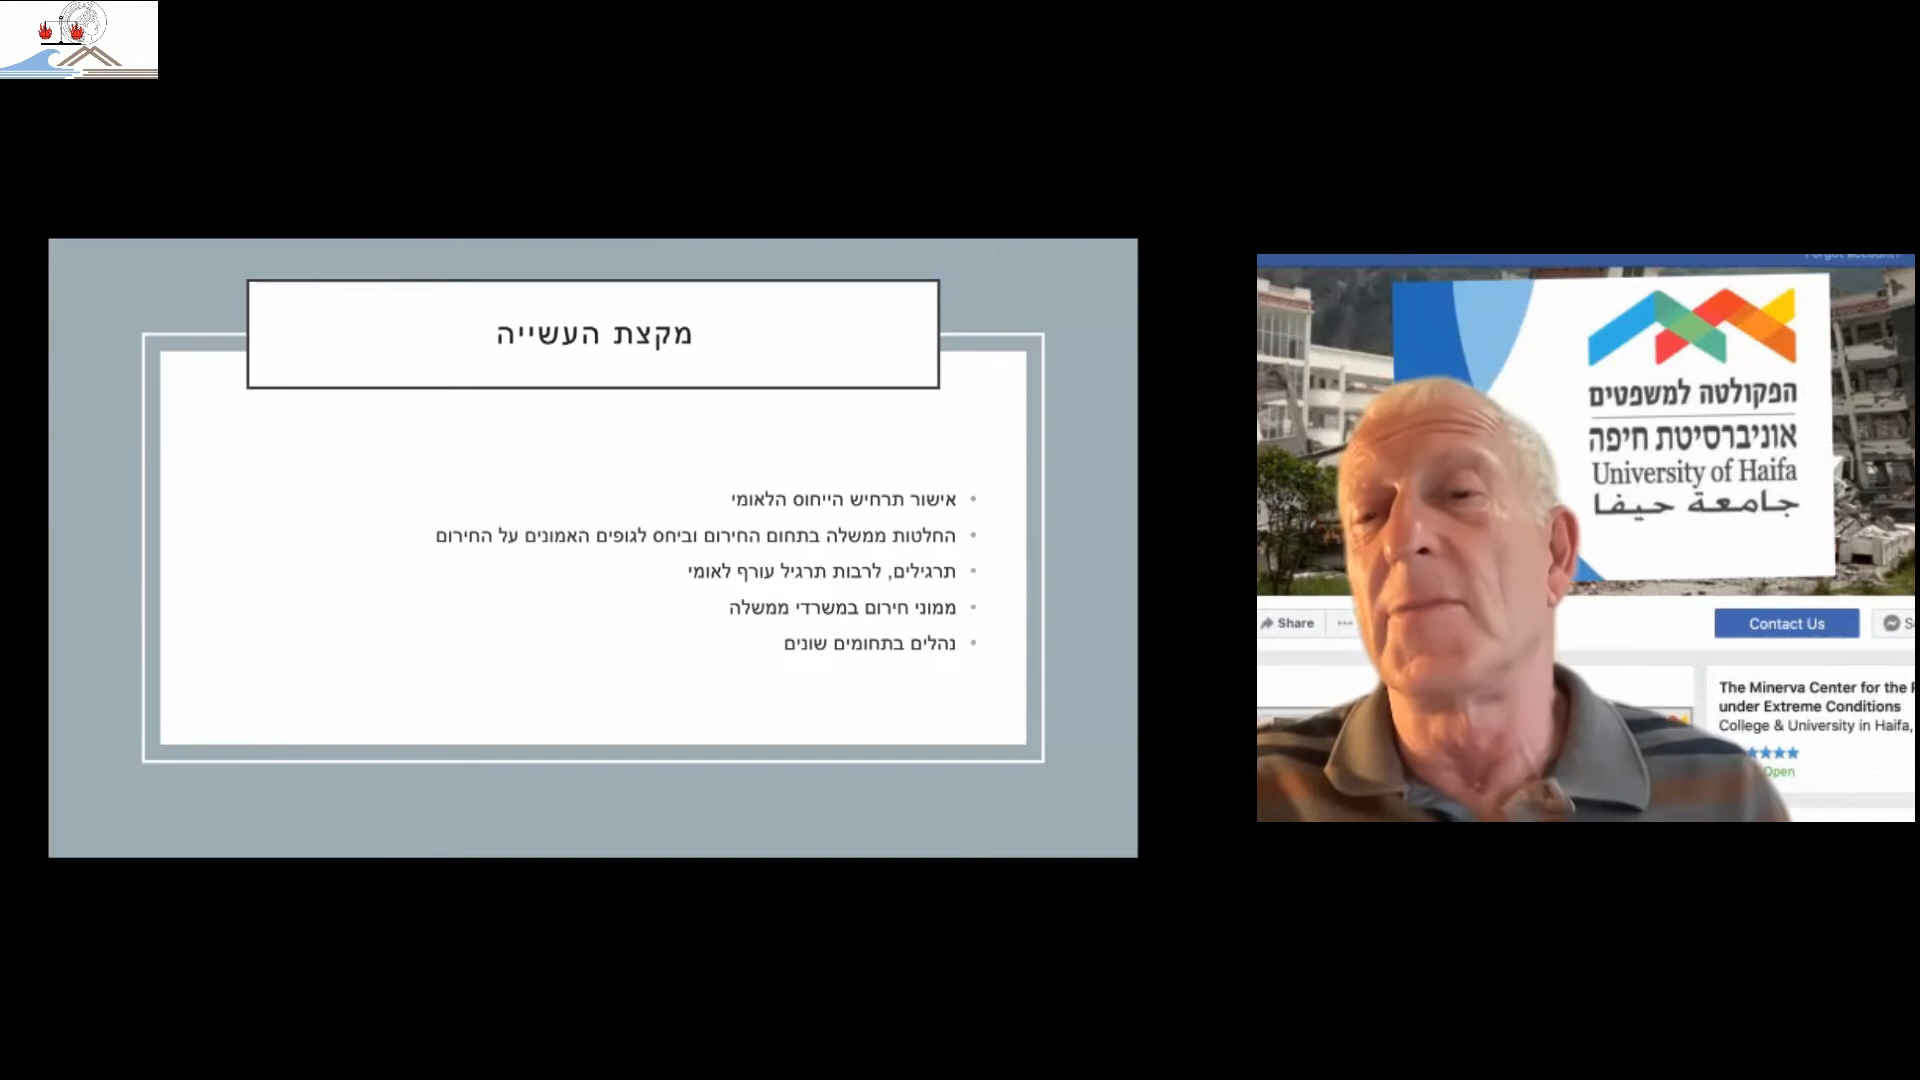 מקצת העשייה
אישור תרחיש הייחוס הלאומי
החלטות ממשלה בתחום החירום וביחס לגופים האמונים על החירום
תרגילים, לרבות תרגיל עורף לאומי
ממוני חירום במשרדי ממשלה
נהלים בתחומים שונים
Forgot account?
הפקולטה למשפטים
אוניברסיטת חיפה
University of Haifa
جامعة حيفا
Share
Contact Us
The Minerva Center for the
under Extreme Conditions
College & University in Haifa,
Open